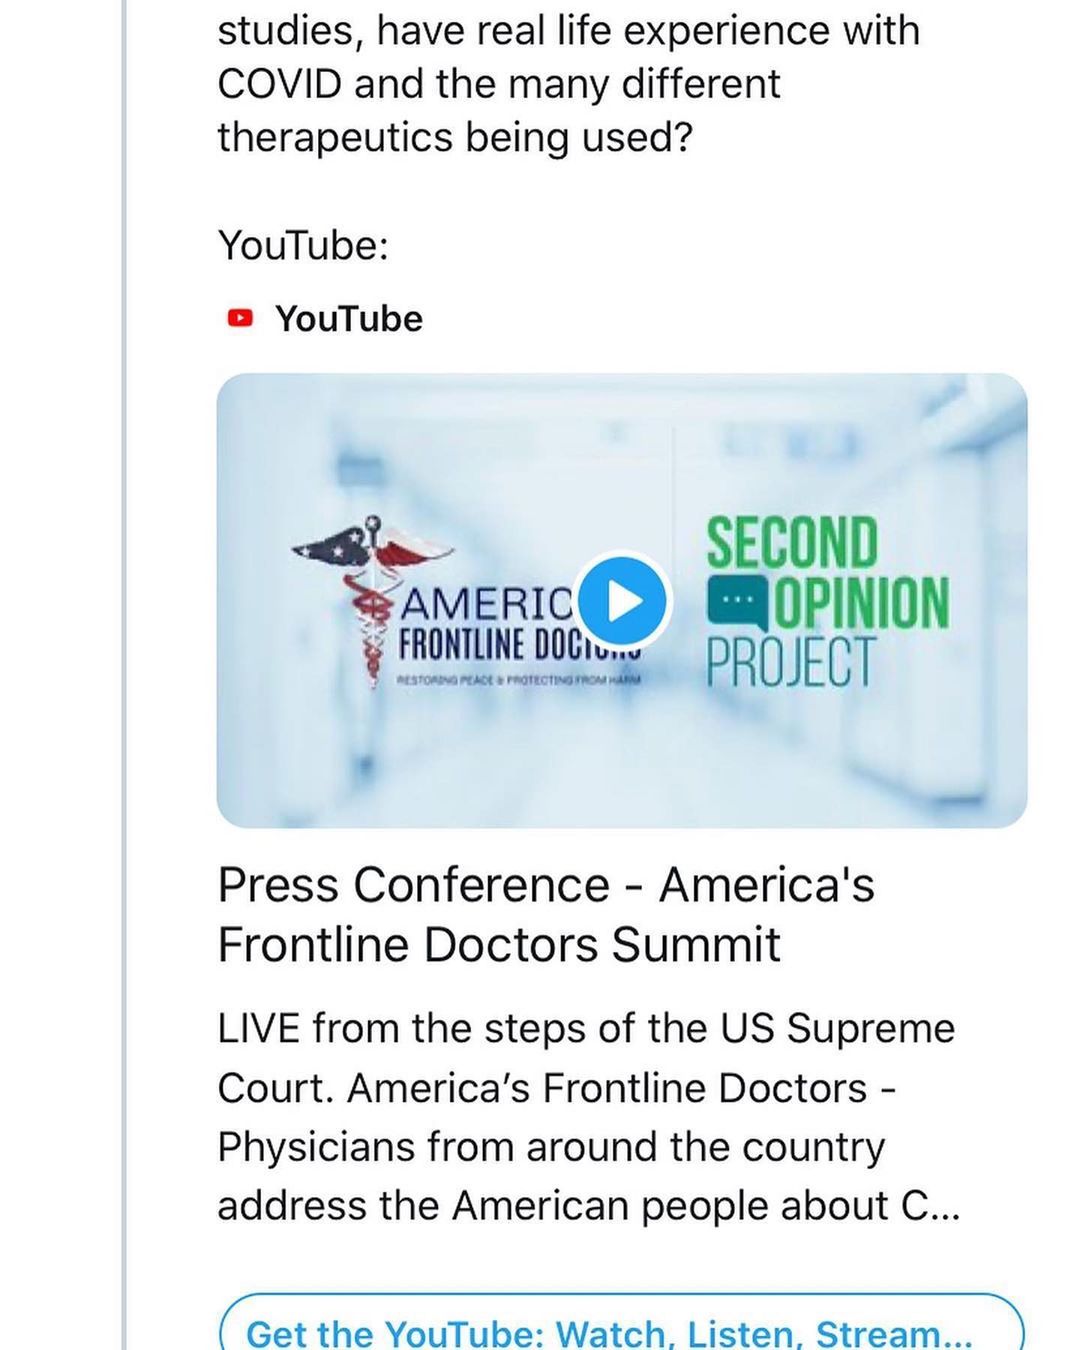 studies, have real life experience with
COVID and the many different
therapeutics being used?
YouTube:
YouTube
AMERIC
FRONTLINE DOCTORS
RESTORING PEACE & PROTECTING FROM HARM
SECOND
OPINION
PROJECT
Press Conference - America's
Frontline Doctors Summit
LIVE from the steps of the US Supreme
Court. America’s Frontline Doctors -
Physicians from around the country
address the American people about C...
Get the YouTube: Watch, Listen, Stream...